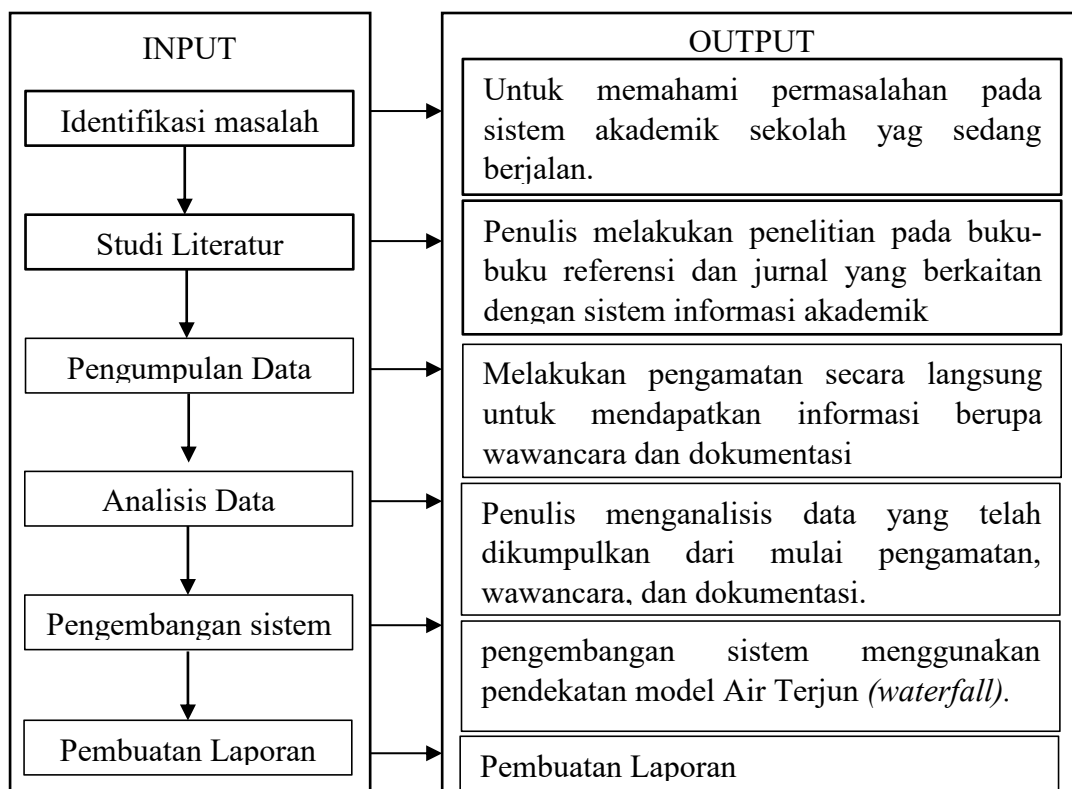 INPUT
Identifikasi masalah
Studi Literatur
Pengumpulan Data
Analisis Data
Pengembangan sistem
Pembuatan Laporan
OUTPUT
Untuk memahami permasalahan pada
sistem akademik sekolah yag sedang
berjalan.
Penulis melakukan penelitian pada buku-
buku referensi dan jurnal yang berkaitan
dengan sistem informasi akademik
Melakukan pengamatan secara langsung
untuk mendapatkan informasi berupa
wawancara dan dokumentasi
Penulis menganalisis data yang telah
dikumpulkan dari mulai pengamatan,
wawancara, dan dokumentasi.
pengembangan sistem menggunakan
pendekatan model Air Terjun (waterfall).
Pembuatan Laporan